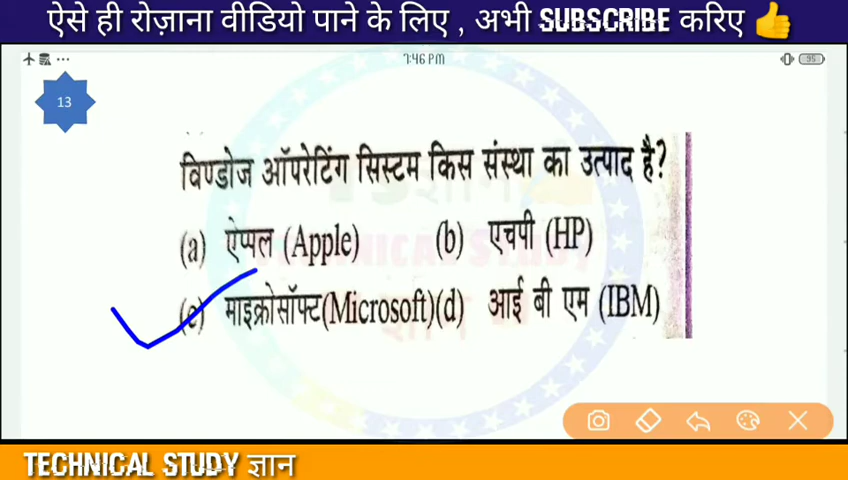 ऐसे ही रोज़ाना वीडियो पाने के लिए , अभी SUBSCRIBE करिए
7:46 PM
95
13
विण्डोज ऑपरेटिंग सिस्टम किस संस्था का उत्पाद है?
(a) ऐप्पल (Apple) (b) एचपी (HP)
(c) माइक्रोसॉफ्ट(Microsoft)(d) आई बी एम (IBM)
TECHNICAL STUDY ज्ञान